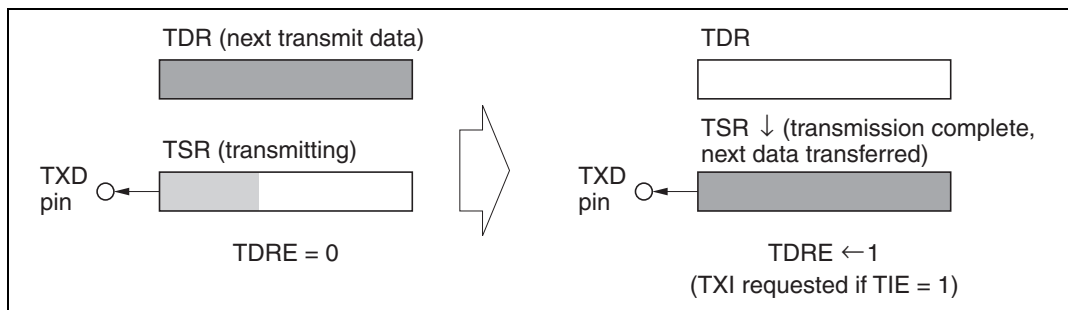 TDR (next transmit data)
TSR (transmitting)
TXD
pin
TDRE = 0
TDR
TSR ↓ (transmission complete,
next data transferred)
TXD
pin
TDRE ←1
(TXI requested if TIE = 1)